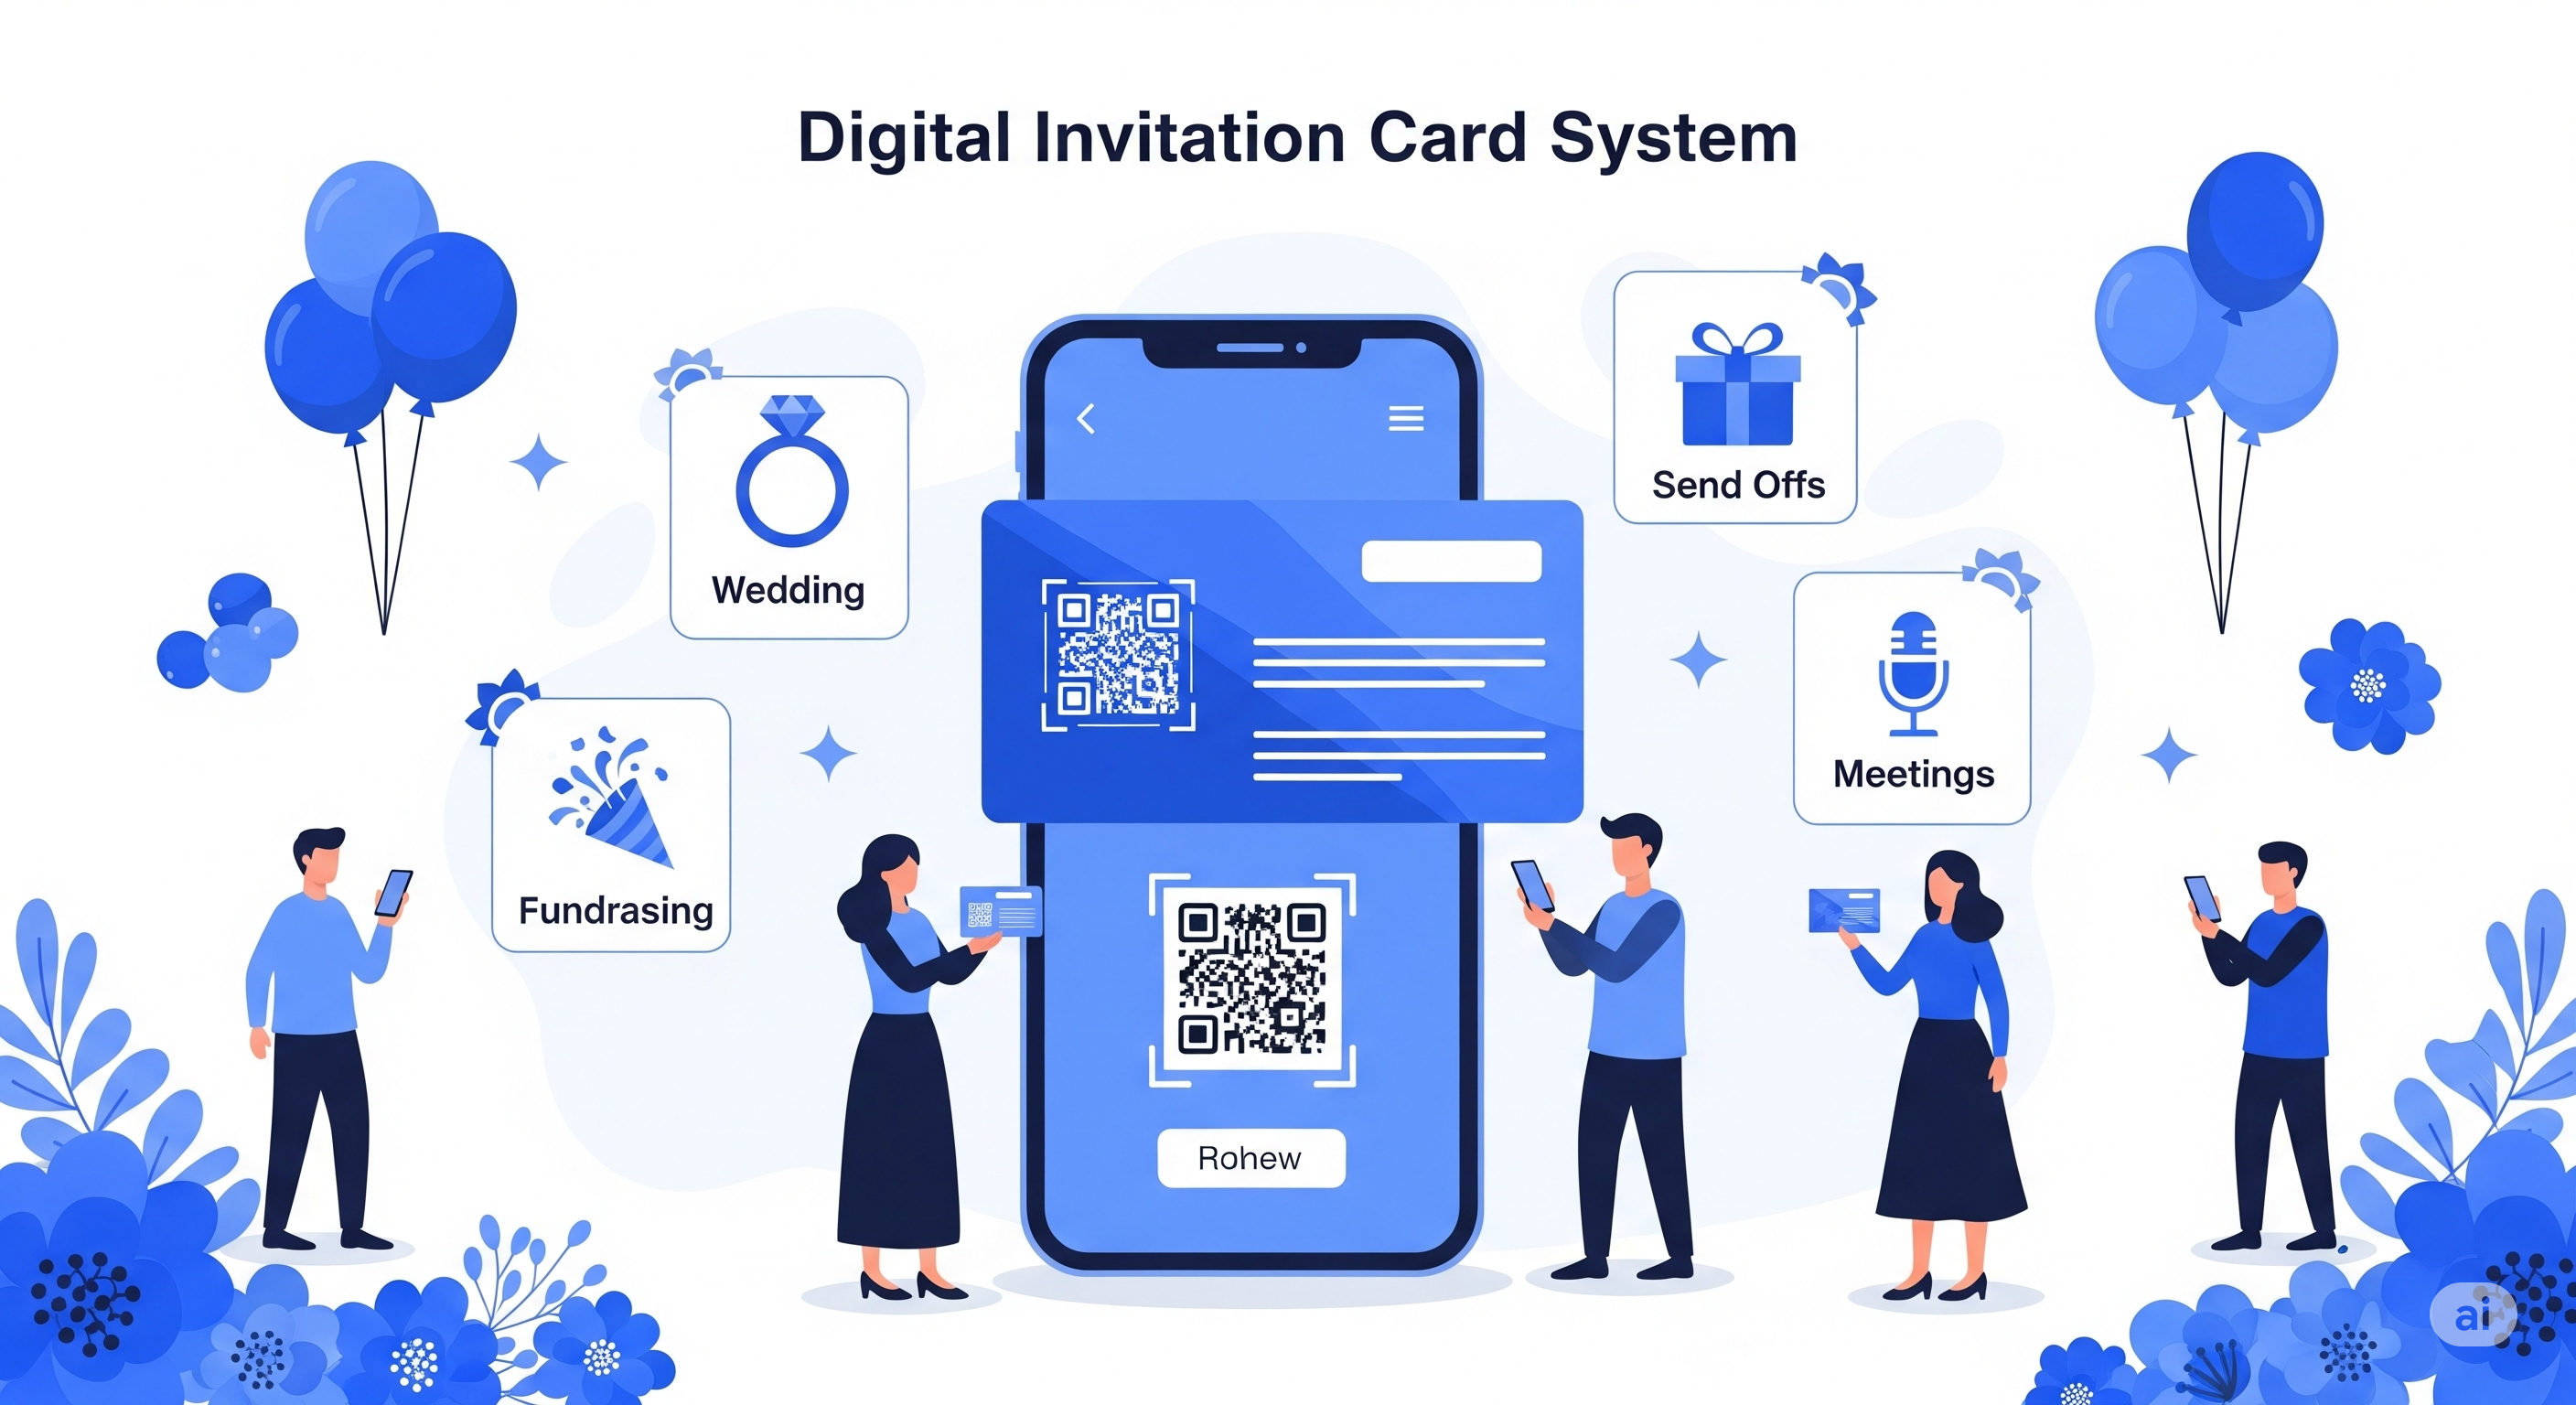 Digital Invitation Card System
Wedding
Send Offs
Fundrasing
Meetings
Rohew
ai